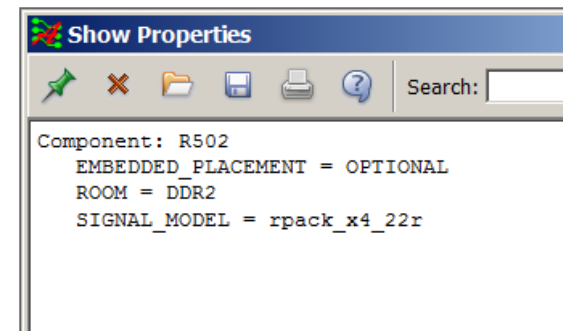 Show Properties
Search:
Component: R502
EMBEDDED_PLACEMENT = OPTIONAL
ROOM = DDR2
SIGNAL_MODEL = rpack_x4_22r